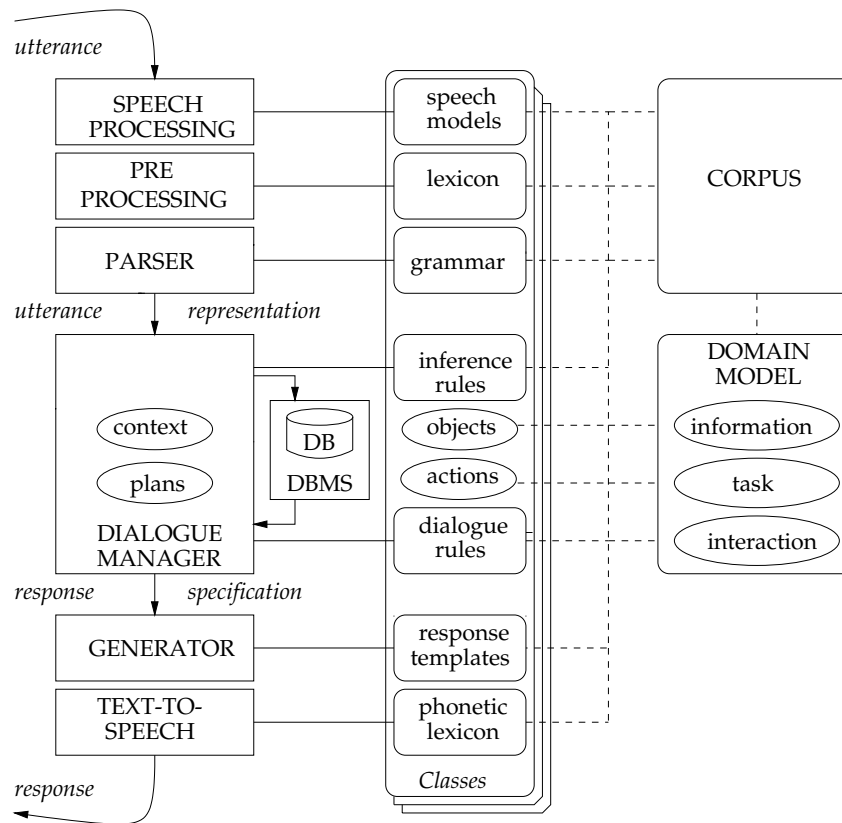 utterance
SPEECH
PROCESSING
PRE
PROCESSING
PARSER
utterance representation
context
plans
DIALOGUE
MANAGER
DB
DBMS
response specification
GENERATOR
TEXT-TO-
SPEECH
response
speech
models
lexicon
grammar
inference
rules
objects
actions
dialogue
rules
response
templates
phonetic
lexicon
Classes
CORPUS
DOMAIN
MODEL
information
task
interaction